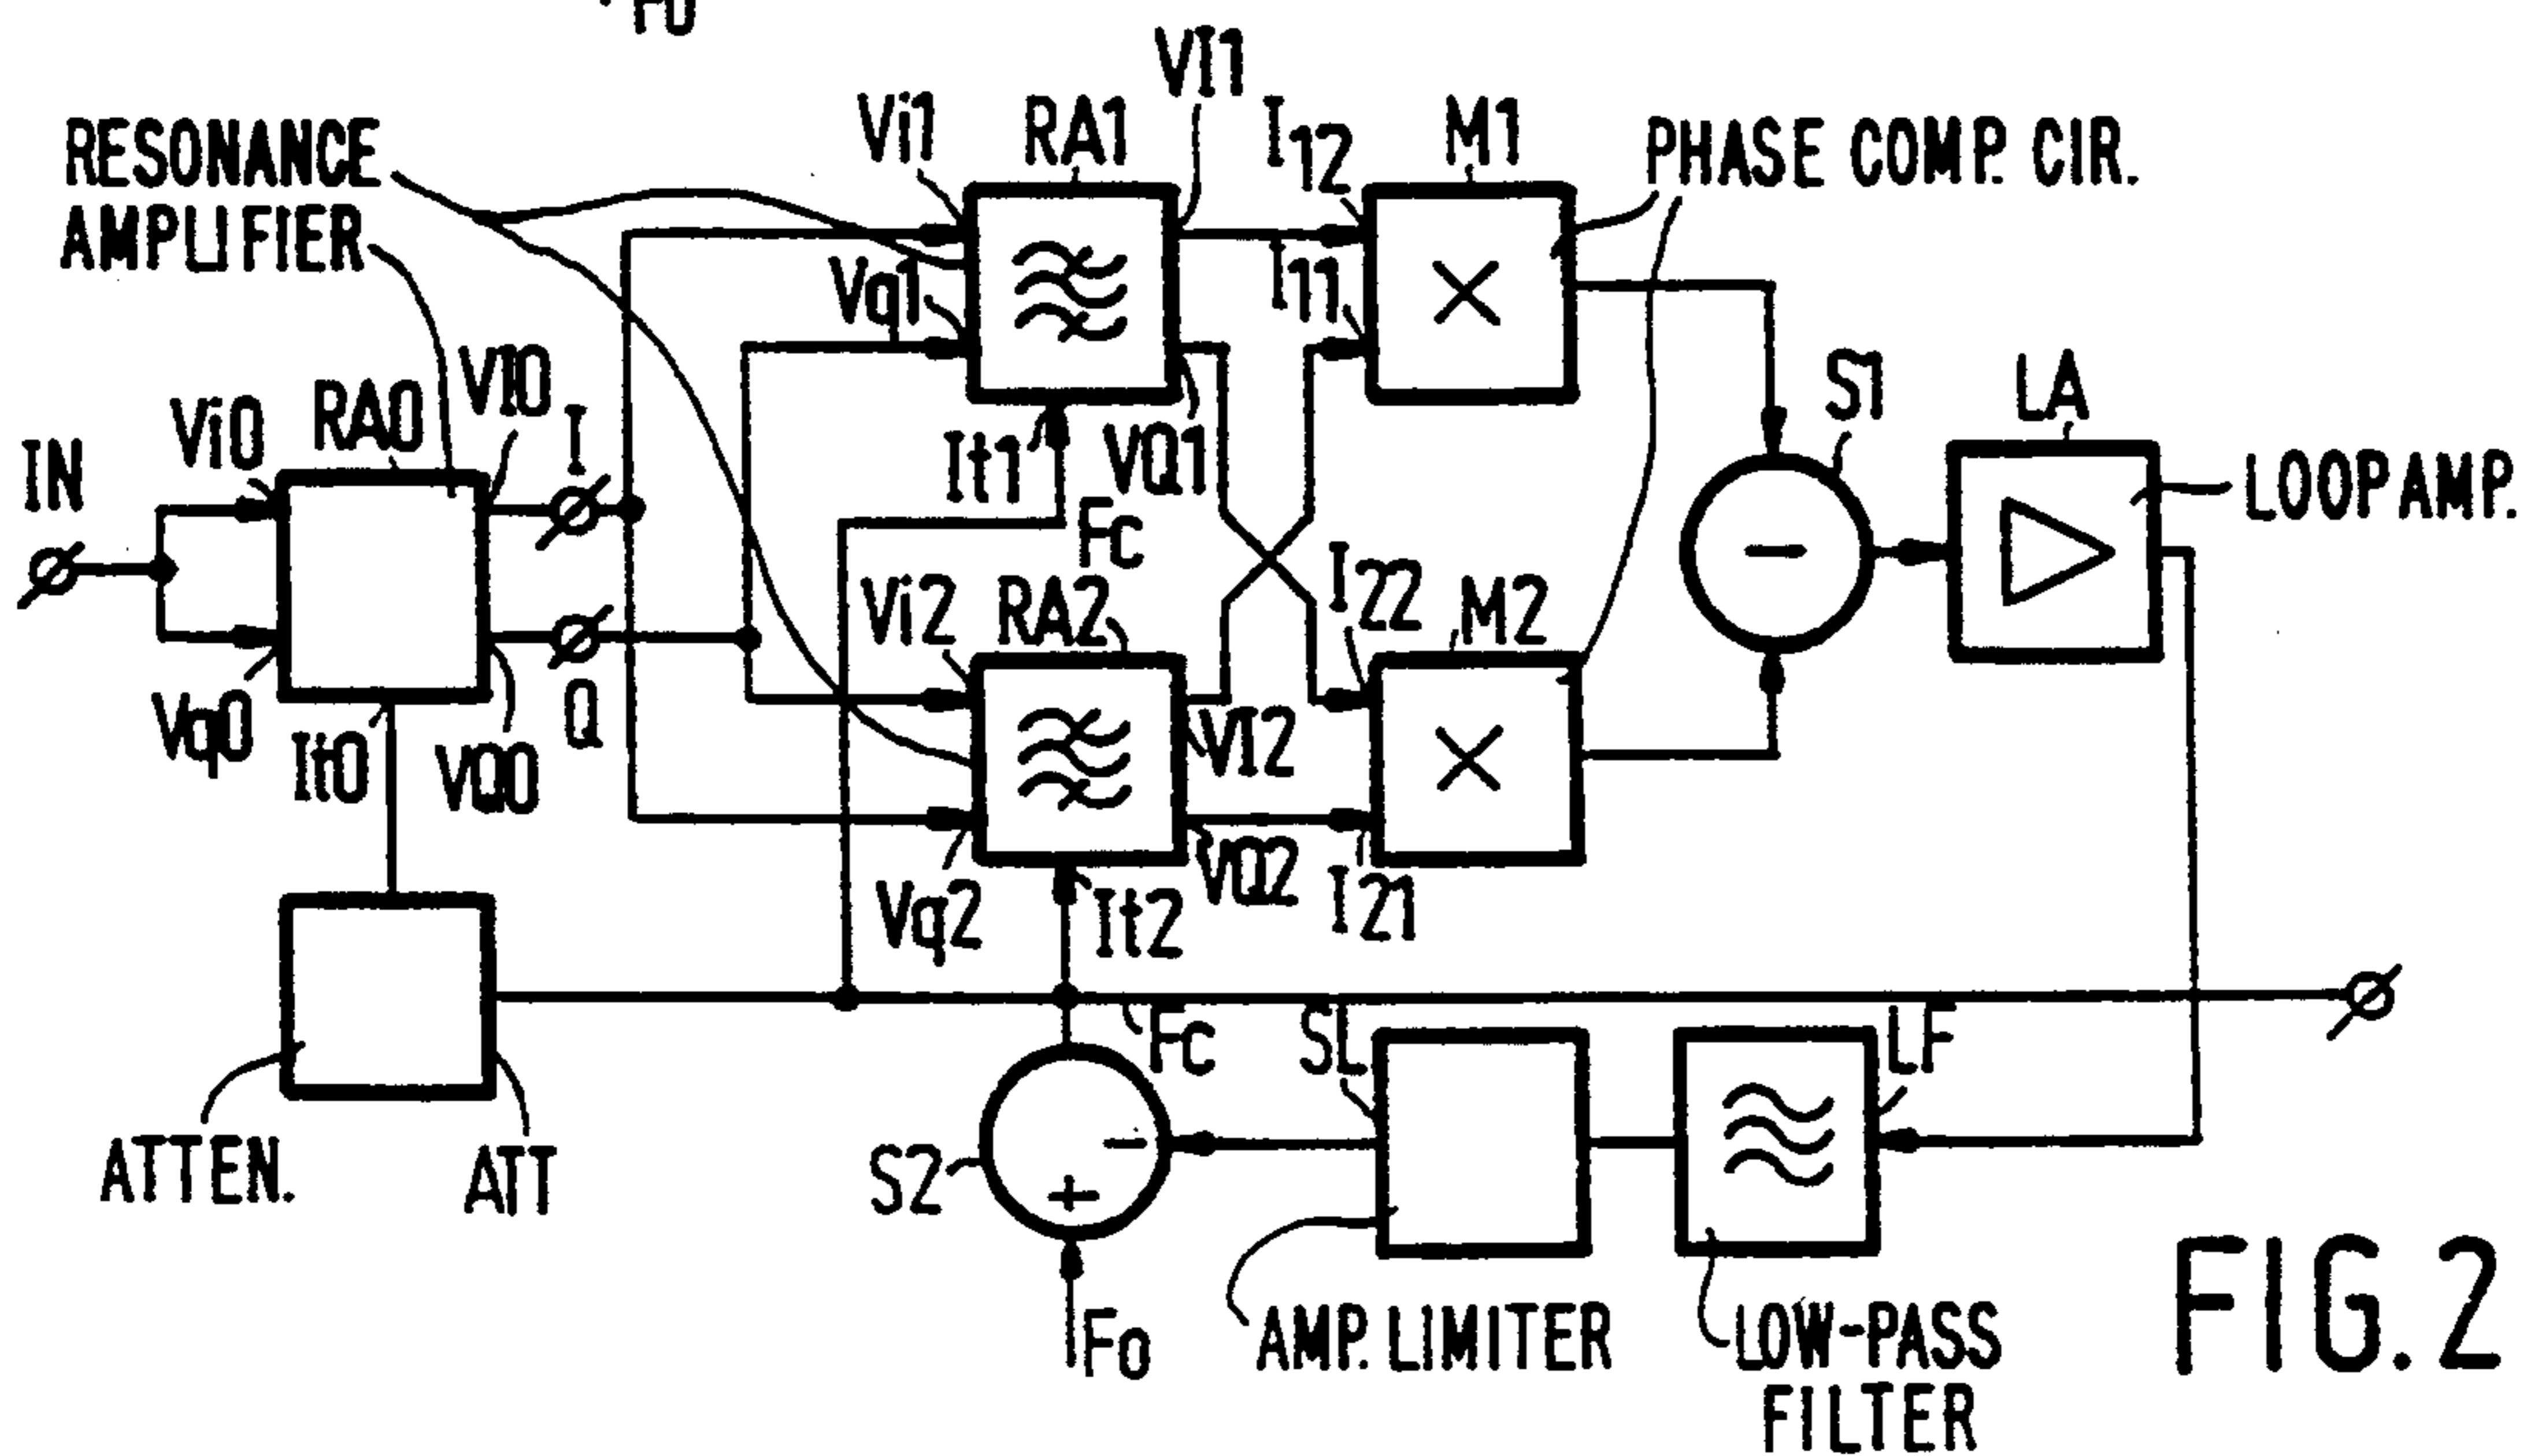 Fo
VI1
Vi1
RA1
I12
M1
PHASE COMP. CIR.
RESONANCE
AMPLIFIER
Vq1
I11
S1
LA
VI0
I
RA0
Vi0
IN
It1
VQ1
LOOP AMP.
Fc
I22
Vi2
RA2
M2
Vq0
It0
VQ0
Q
VI2
VQ2
Vq2
It2
I21
Fc
SL
LF
-
-
+
S2
ATTEN.
ATT
Fo
AMP. LIMITER
LOW-PASS
FILTER
FIG. 2